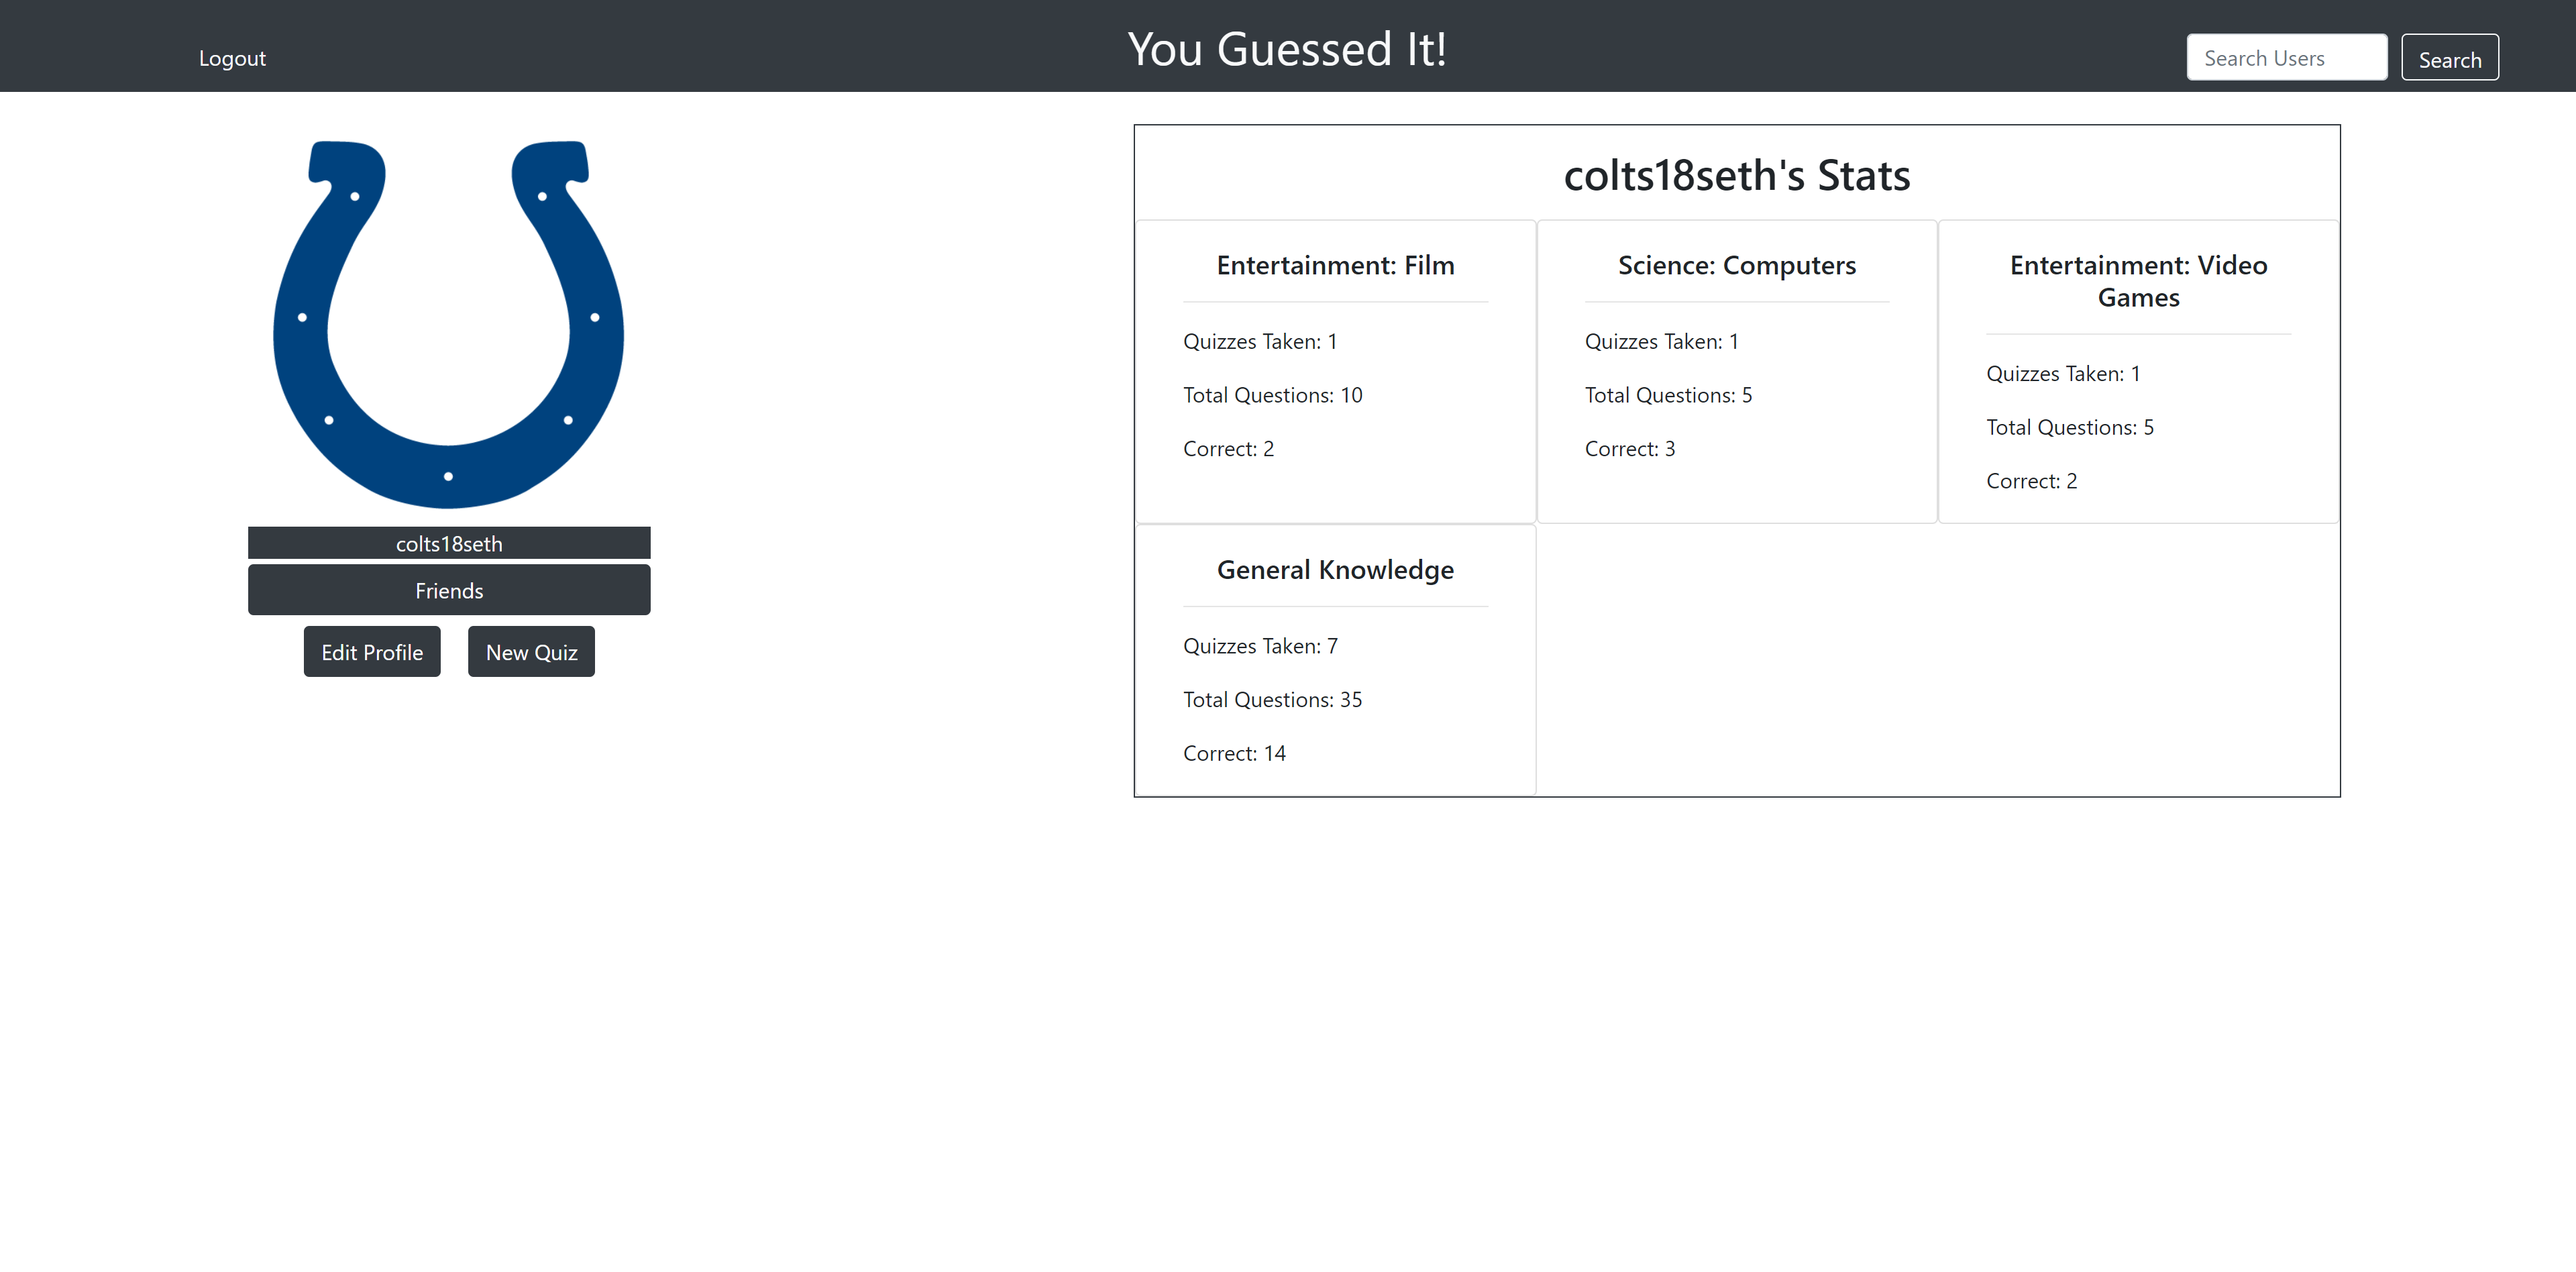 Logout
You Guessed It!
Search Users
Search
colts18seth
Friends
Edit Profile
New Quiz
colts18seth's Stats
Entertainment: Film
Quizzes Taken: 1
Total Questions: 10
Correct: 2
Science: Computers
Quizzes Taken: 1
Total Questions: 5
Correct: 3
Entertainment: Video
Games
Quizzes Taken: 1
Total Questions: 5
Correct: 2
General Knowledge
Quizzes Taken: 7
Total Questions: 35
Correct: 14